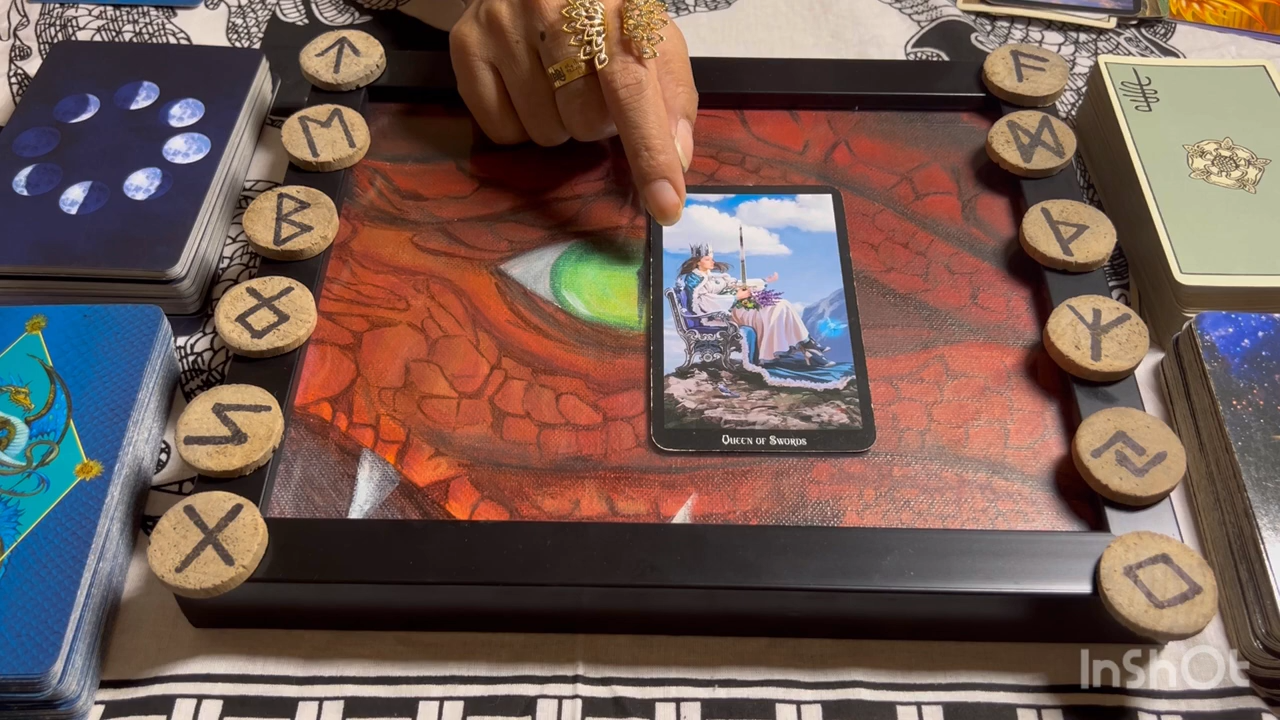 ᛏ
ᚨ
ᛖ
ᛞ
ᛒ
ᚦ
ᛟ
ᛉ
ᛋ
ᛃ
ᚷ
ᛜ
Queen of Swords
InShOt